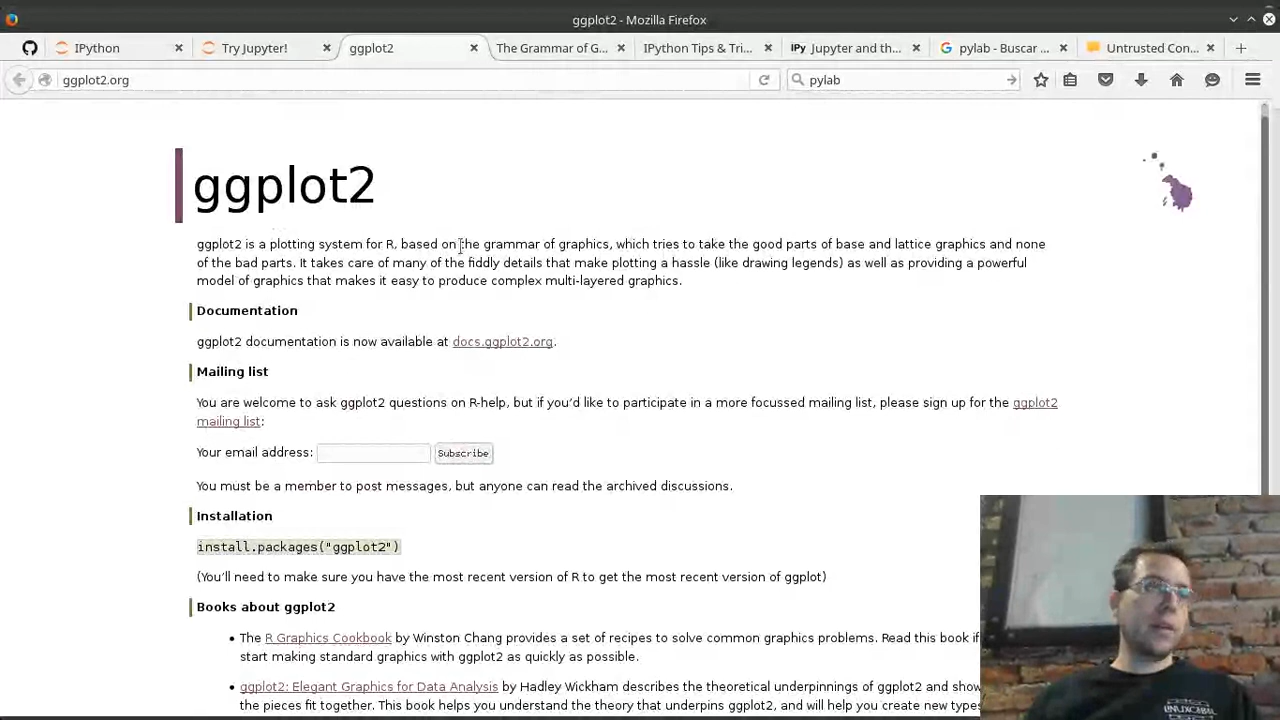 ggplot2 - Mozilla Firefox
IPython
Try Jupyter!
ggplot2
The Grammar of G...
IPython Tips & Tri...
IPy Jupyter and th...
pylab - Buscar ...
Untrusted Con...
ggplot2.org
pylab
ggplot2
ggplot2 is a plotting system for R, based on the grammar of graphics, which tries to take the good parts of base and lattice graphics and none
of the bad parts. It takes care of many of the fiddly details that make plotting a hassle (like drawing legends) as well as providing a powerful
model of graphics that makes it easy to produce complex multi-layered graphics.
Documentation
ggplot2 documentation is now available at docs.ggplot2.org.
Mailing list
You are welcome to ask ggplot2 questions on R-help, but if you'd like to participate in a more focussed mailing list, please sign up for the ggplot2
mailing list:
Your email address: Subscribe
You must be a member to post messages, but anyone can read the archived discussions.
Installation
install.packages("ggplot2")
(You'll need to make sure you have the most recent version of R to get the most recent version of ggplot)
Books about ggplot2
• The R Graphics Cookbook by Winston Chang provides a set of recipes to solve common graphics problems. Read this book if
start making standard graphics with ggplot2 as quickly as possible.
• ggplot2: Elegant Graphics for Data Analysis by Hadley Wickham describes the theoretical underpinnings of ggplot2 and show
the pieces fit together. This book helps you understand the theory that underpins ggplot2, and will help you create new types
LINUXCABAL